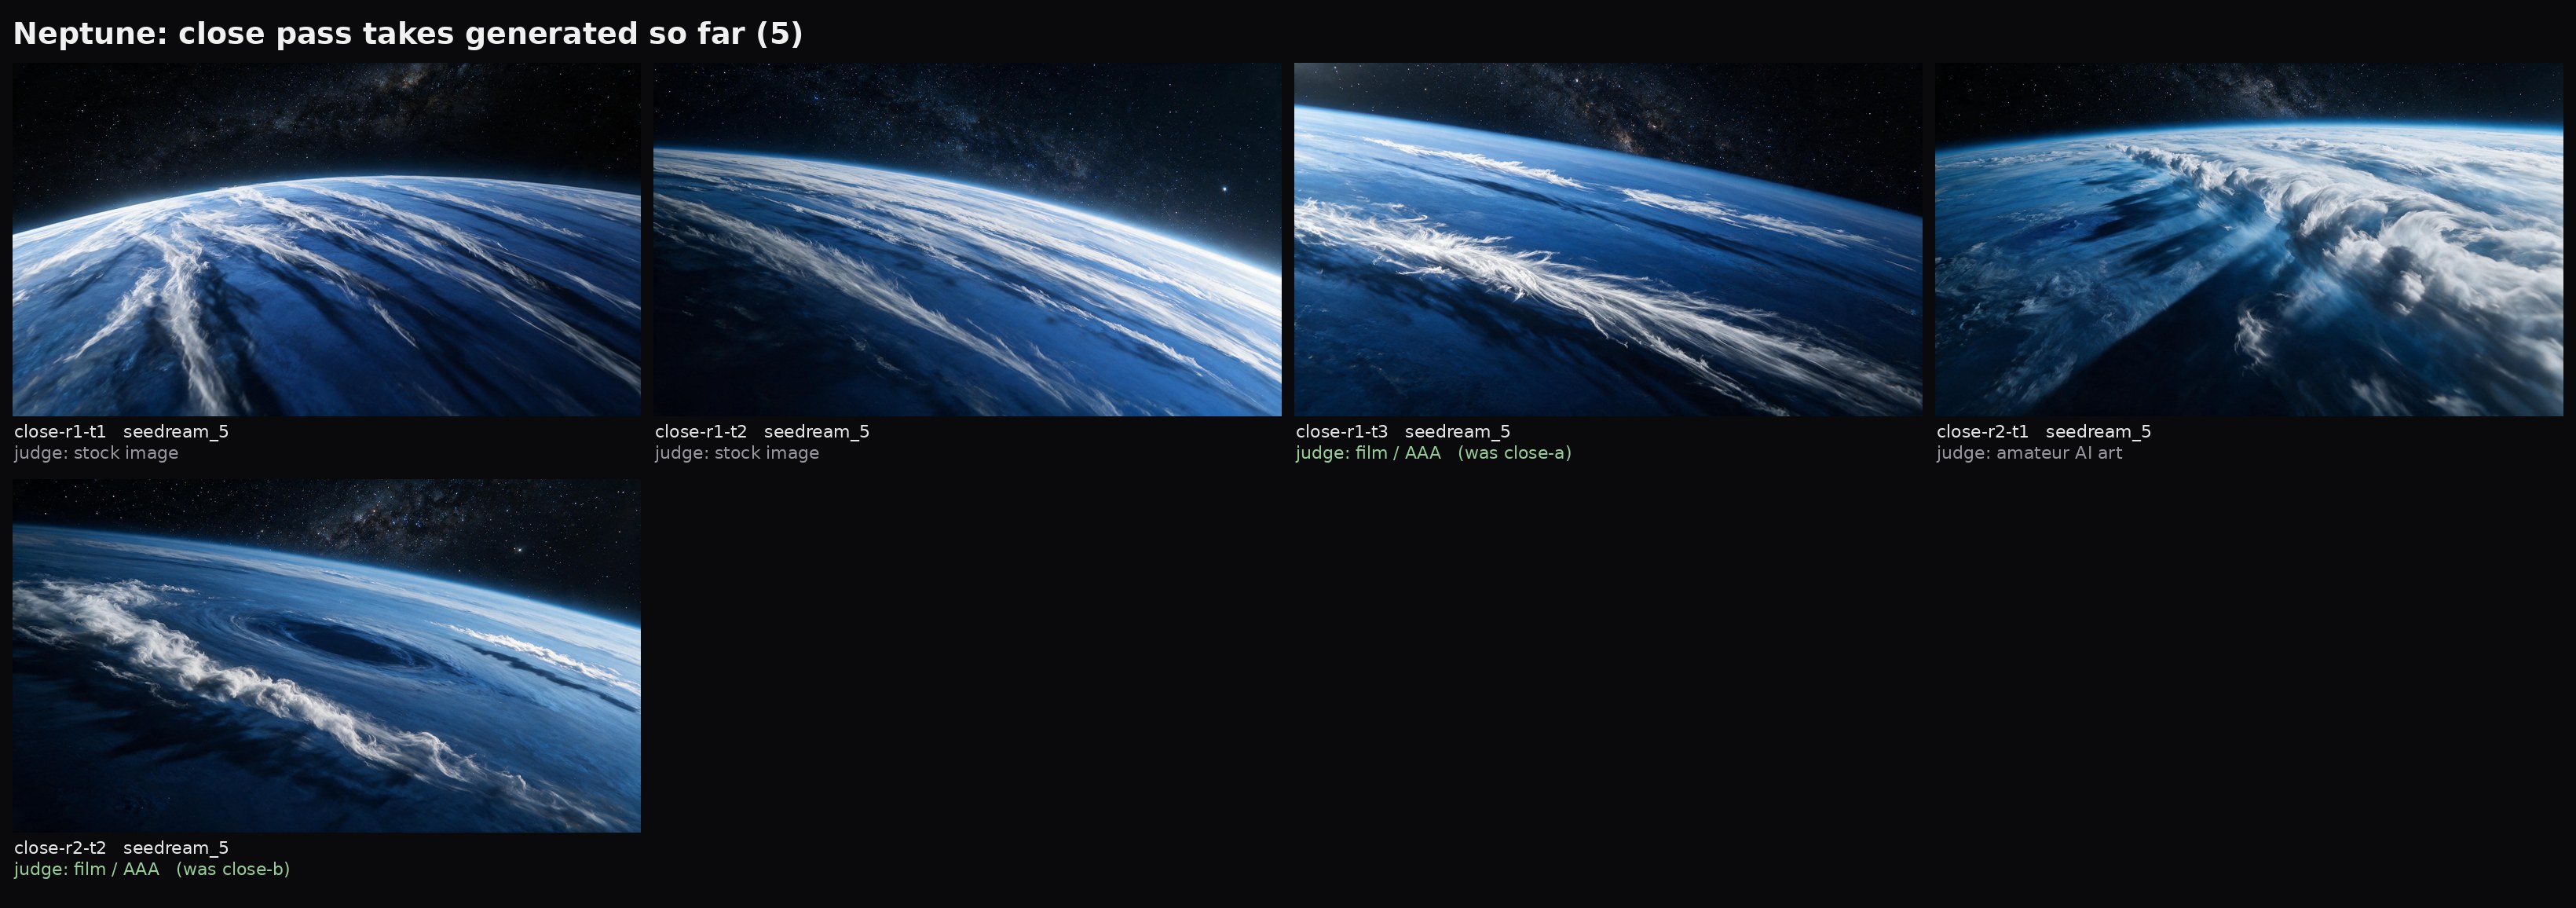 Neptune: close pass takes generated so far (5)
close-r1-t1   seedream_5
judge: stock image
close-r1-t2   seedream_5
judge: stock image
close-r1-t3   seedream_5
judge: film / AAA   (was close-a)
close-r2-t1   seedream_5
judge: amateur AI art
close-r2-t2   seedream_5
judge: film / AAA   (was close-b)